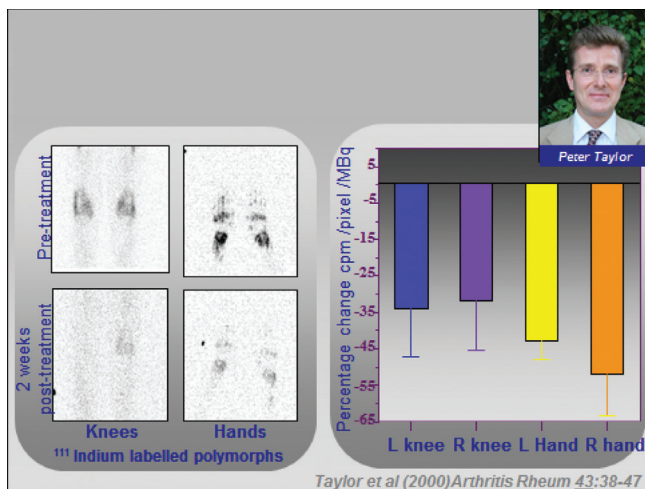 Peter Taylor
Pre-treatment
2 weeks
post-treatment
Knees Hands
¹¹¹ Indium labelled polymorphs
Percentage change cpm /pixel /MBq
5
-5
-15
-25
-35
-45
-55
-65
L knee R knee L Hand R hand
Taylor et al (2000)Arthritis Rheum 43:38-47